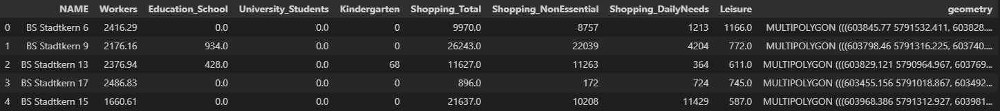 NAME Workers Education_School University_Students Kindergarten Shopping_Total Shopping_NonEssential Shopping_DailyNeeds Leisure geometry
0 BS Stadtkern 6 2416.29 0.0 0.0 0 9970.0 8757 1213 1166.0 MULTIPOLYGON (((603845.77 5791532.411, 603828....
1 BS Stadtkern 9 2176.16 934.0 0.0 0 26243.0 22039 4204 772.0 MULTIPOLYGON (((603798.46 5791316.225, 603740....
2 BS Stadtkern 13 2376.94 428.0 0.0 68 11627.0 11263 364 611.0 MULTIPOLYGON (((603829.121 5790964.967, 603769...
3 BS Stadtkern 17 2486.83 0.0 0.0 0 896.0 172 724 745.0 MULTIPOLYGON (((603455.156 5791018.867, 603492...
4 BS Stadtkern 15 1660.61 0.0 0.0 0 21637.0 10208 11429 587.0 MULTIPOLYGON (((603968.386 5791312.927, 603981...